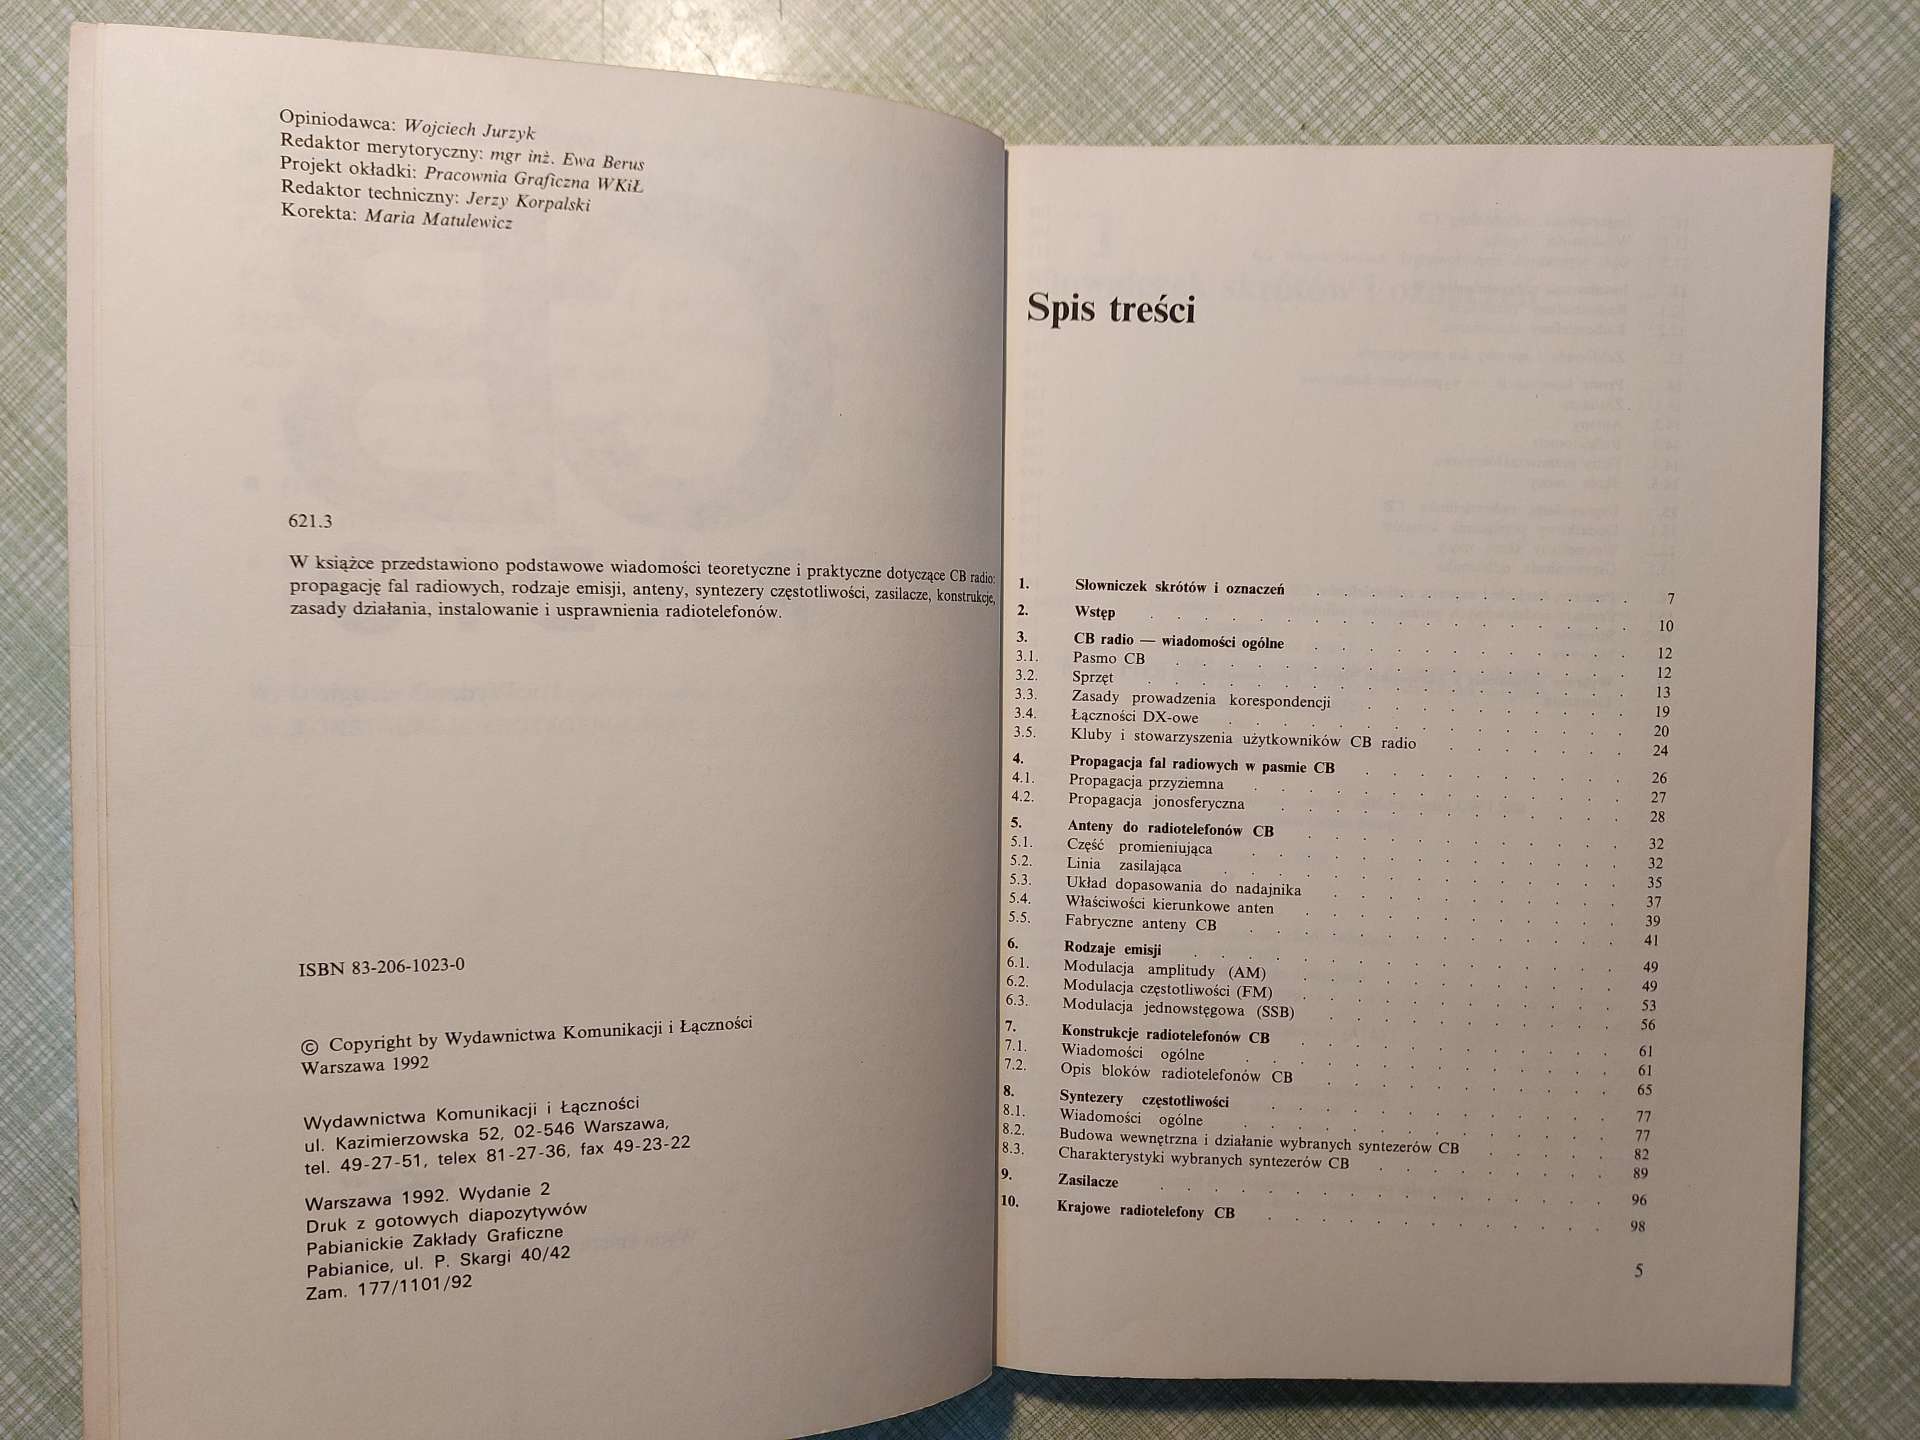 Opiniodawca: Wojciech Jurzyk
Redaktor merytoryczny: mgr inż. Ewa Berus
Projekt okładki: Pracownia Graficzna WKiŁ
Redaktor techniczny: Jerzy Korpalski
Korekta: Maria Matulewicz
621.3
W książce przedstawiono podstawowe wiadomości teoretyczne i praktyczne dotyczące CB radio:
propagację fal radiowych, rodzaje emisji, anteny, syntezery częstotliwości, zasilacze, konstrukcje,
zasady działania, instalowanie i usprawnienia radiotelefonów.
ISBN 83-206-1023-0
© Copyright by Wydawnictwa Komunikacji i Łączności
Warszawa 1992
Wydawnictwa Komunikacji i Łączności
ul. Kazimierzowska 52, 02-546 Warszawa,
tel. 49-27-51, telex 81-27-36, fax 49-23-22
Warszawa 1992. Wydanie 2
Druk z gotowych diapozytywów
Pabianickie Zakłady Graficzne
Pabianice, ul. P. Skargi 40/42
Zam. 177/1101/92
Spis treści
1. Słowniczek skrótów i oznaczeń 7
2. Wstęp 10
3. CB radio — wiadomości ogólne 12
3.1. Pasmo CB 12
3.2. Sprzęt 13
3.3. Zasady prowadzenia korespondencji 19
3.4. Łączności DX-owe 20
3.5. Kluby i stowarzyszenia użytkowników CB radio 24
4. Propagacja fal radiowych w pasmie CB 26
4.1. Propagacja przyziemna 27
4.2. Propagacja jonosferyczna 28
5. Anteny do radiotelefonów CB 32
5.1. Część promieniująca 32
5.2. Linia zasilająca 35
5.3. Układ dopasowania do nadajnika 37
5.4. Właściwości kierunkowe anten 39
5.5. Fabryczne anteny CB 41
6. Rodzaje emisji 49
6.1. Modulacja amplitudy (AM) 49
6.2. Modulacja częstotliwości (FM) 53
6.3. Modulacja jednowstęgowa (SSB) 56
7. Konstrukcje radiotelefonów CB 61
7.1. Wiadomości ogólne 61
7.2. Opis bloków radiotelefonów CB 65
8. Syntezery częstotliwości 77
8.1. Wiadomości ogólne 77
8.2. Budowa wewnętrzna i działanie wybranych syntezerów CB 82
8.3. Charakterystyki wybranych syntezerów CB 89
9. Zasilacze 96
10. Krajowe radiotelefony CB 98
5